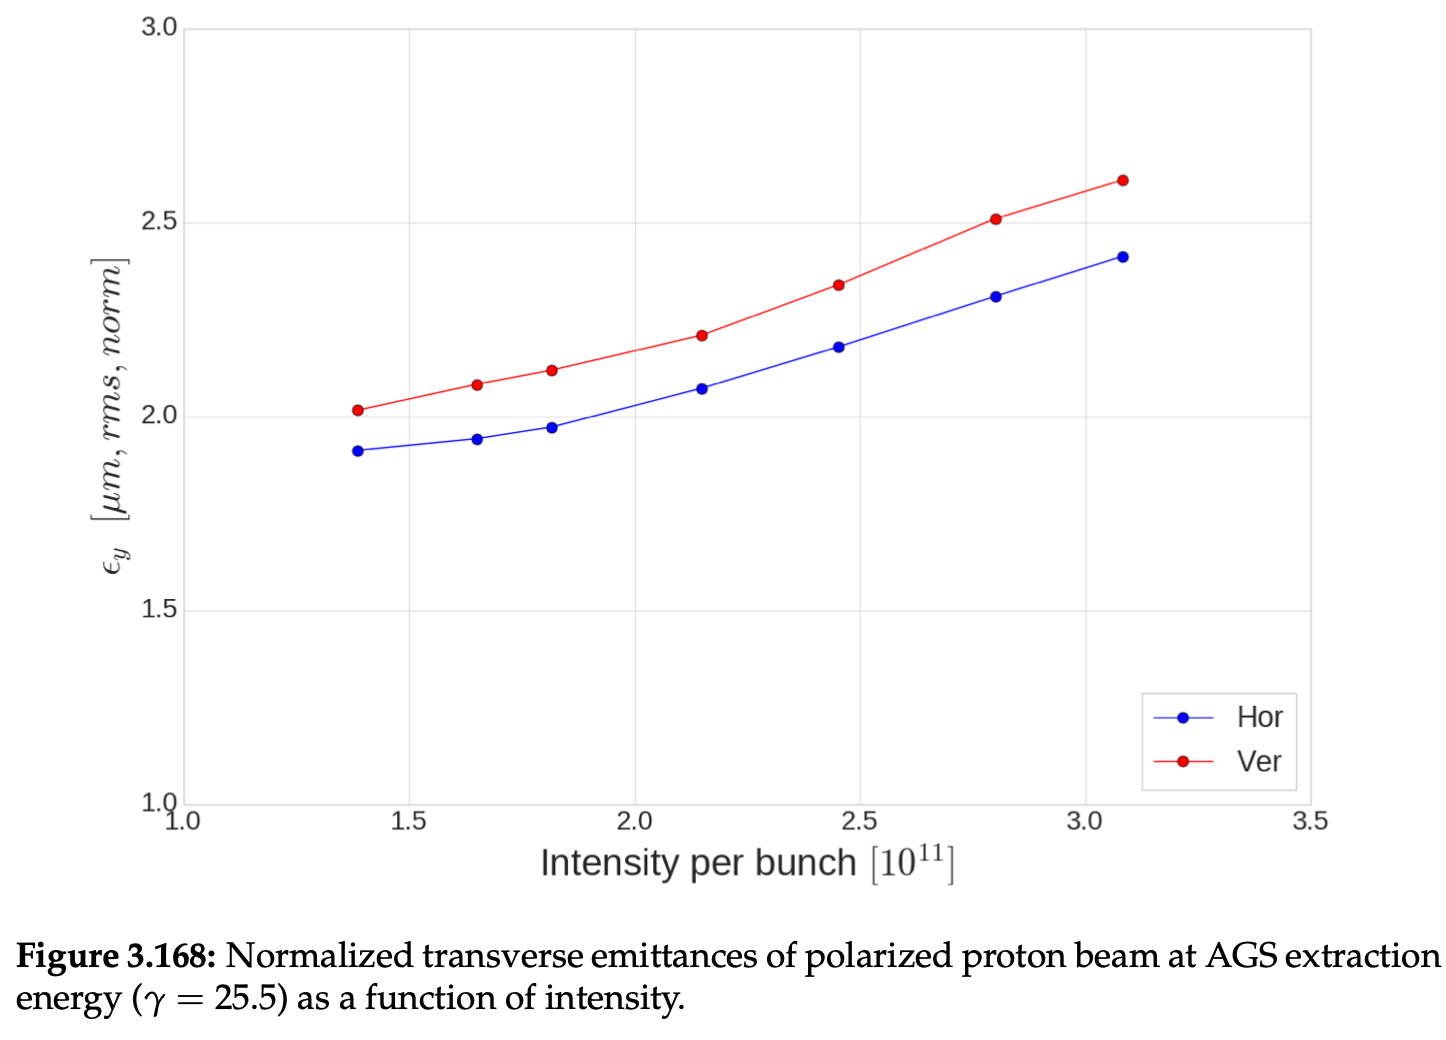 3.0
2.5
2.0
1.5
1.0
ϵ_y [μm, rms, norm]
1.0 1.5 2.0 2.5 3.0 3.5
Intensity per bunch [10^11]
Hor
Ver
Figure 3.168: Normalized transverse emittances of polarized proton beam at AGS extraction
energy (γ = 25.5) as a function of intensity.